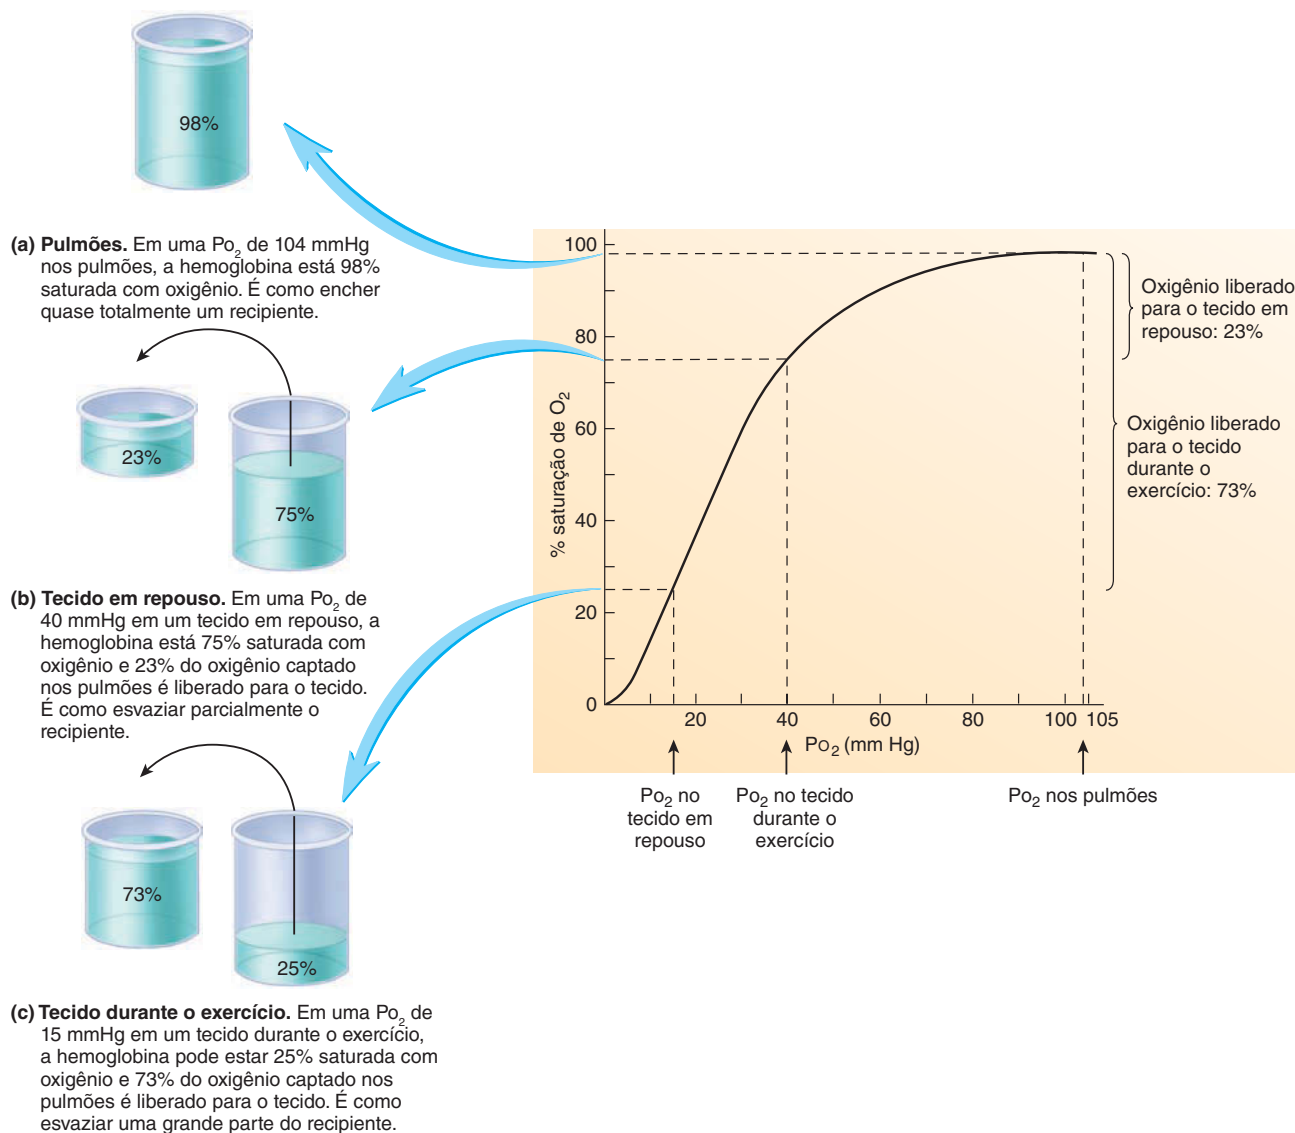 98%
(a) Pulmões. Em uma Po2 de 104 mmHg
nos pulmões, a hemoglobina está 98%
saturada com oxigênio. É como encher
quase totalmente um recipiente.
23%
75%
(b) Tecido em repouso. Em uma Po2 de
40 mmHg em um tecido em repouso, a
hemoglobina está 75% saturada com
oxigênio e 23% do oxigênio captado
nos pulmões é liberado para o tecido.
É como esvaziar parcialmente o
recipiente.
73%
25%
(c) Tecido durante o exercício. Em uma Po2 de
15 mmHg em um tecido durante o exercício,
a hemoglobina pode estar 25% saturada com
oxigênio e 73% do oxigênio captado nos
pulmões é liberado para o tecido. É como
esvaziar uma grande parte do recipiente.
% saturação de O2
100
80
60
40
20
0
20 40 60 80 100 105
PO2 (mm Hg)
Oxigênio liberado
para o tecido em
repouso: 23%
Oxigênio liberado
para o tecido
durante o
exercício: 73%
Po2 no
tecido em
repouso
Po2 no tecido
durante o
exercício
Po2 nos pulmões